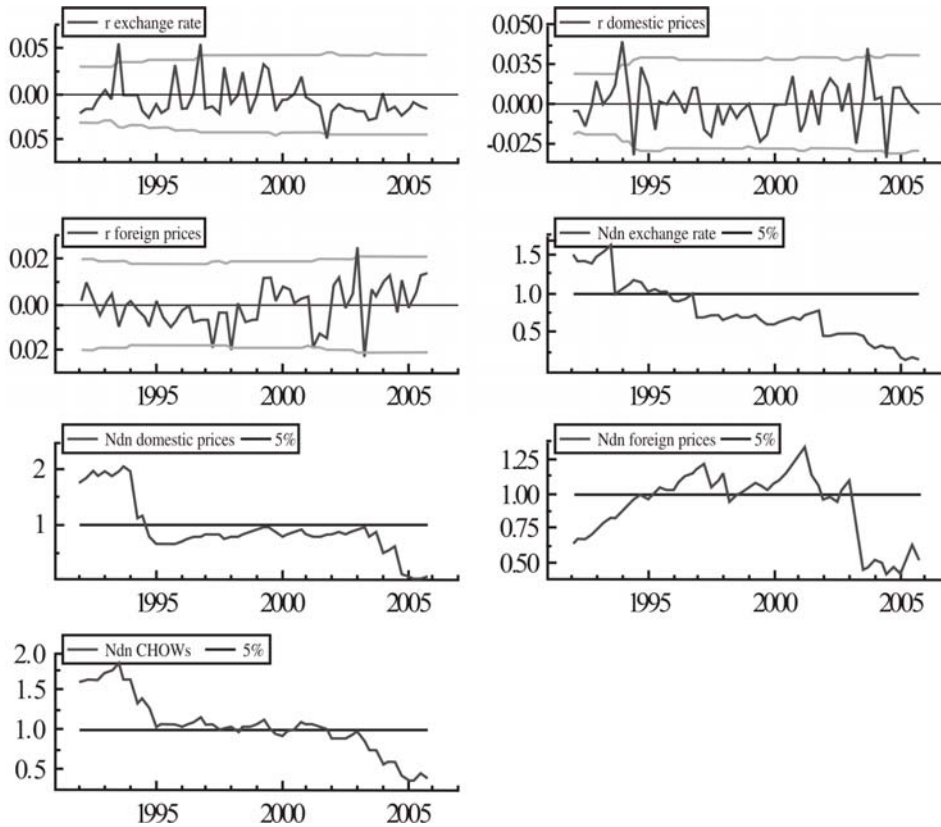 r exchange rate
0.05
0.00
0.05
1995 2000 2005
r domestic prices
0.035
0.000
-0.025
1995 2000 2005
r foreign prices
0.02
0.00
0.02
1995 2000 2005
Ndn exchange rate 5%
1.5
1.0
0.5
1995 2000 2005
Ndn domestic prices 5%
2
1
1995 2000 2005
Ndn foreign prices 5%
1.25
1.00
0.75
0.50
1995 2000 2005
Ndn CHOWs 5%
2.0
1.5
1.0
0.5
1995 2000 2005